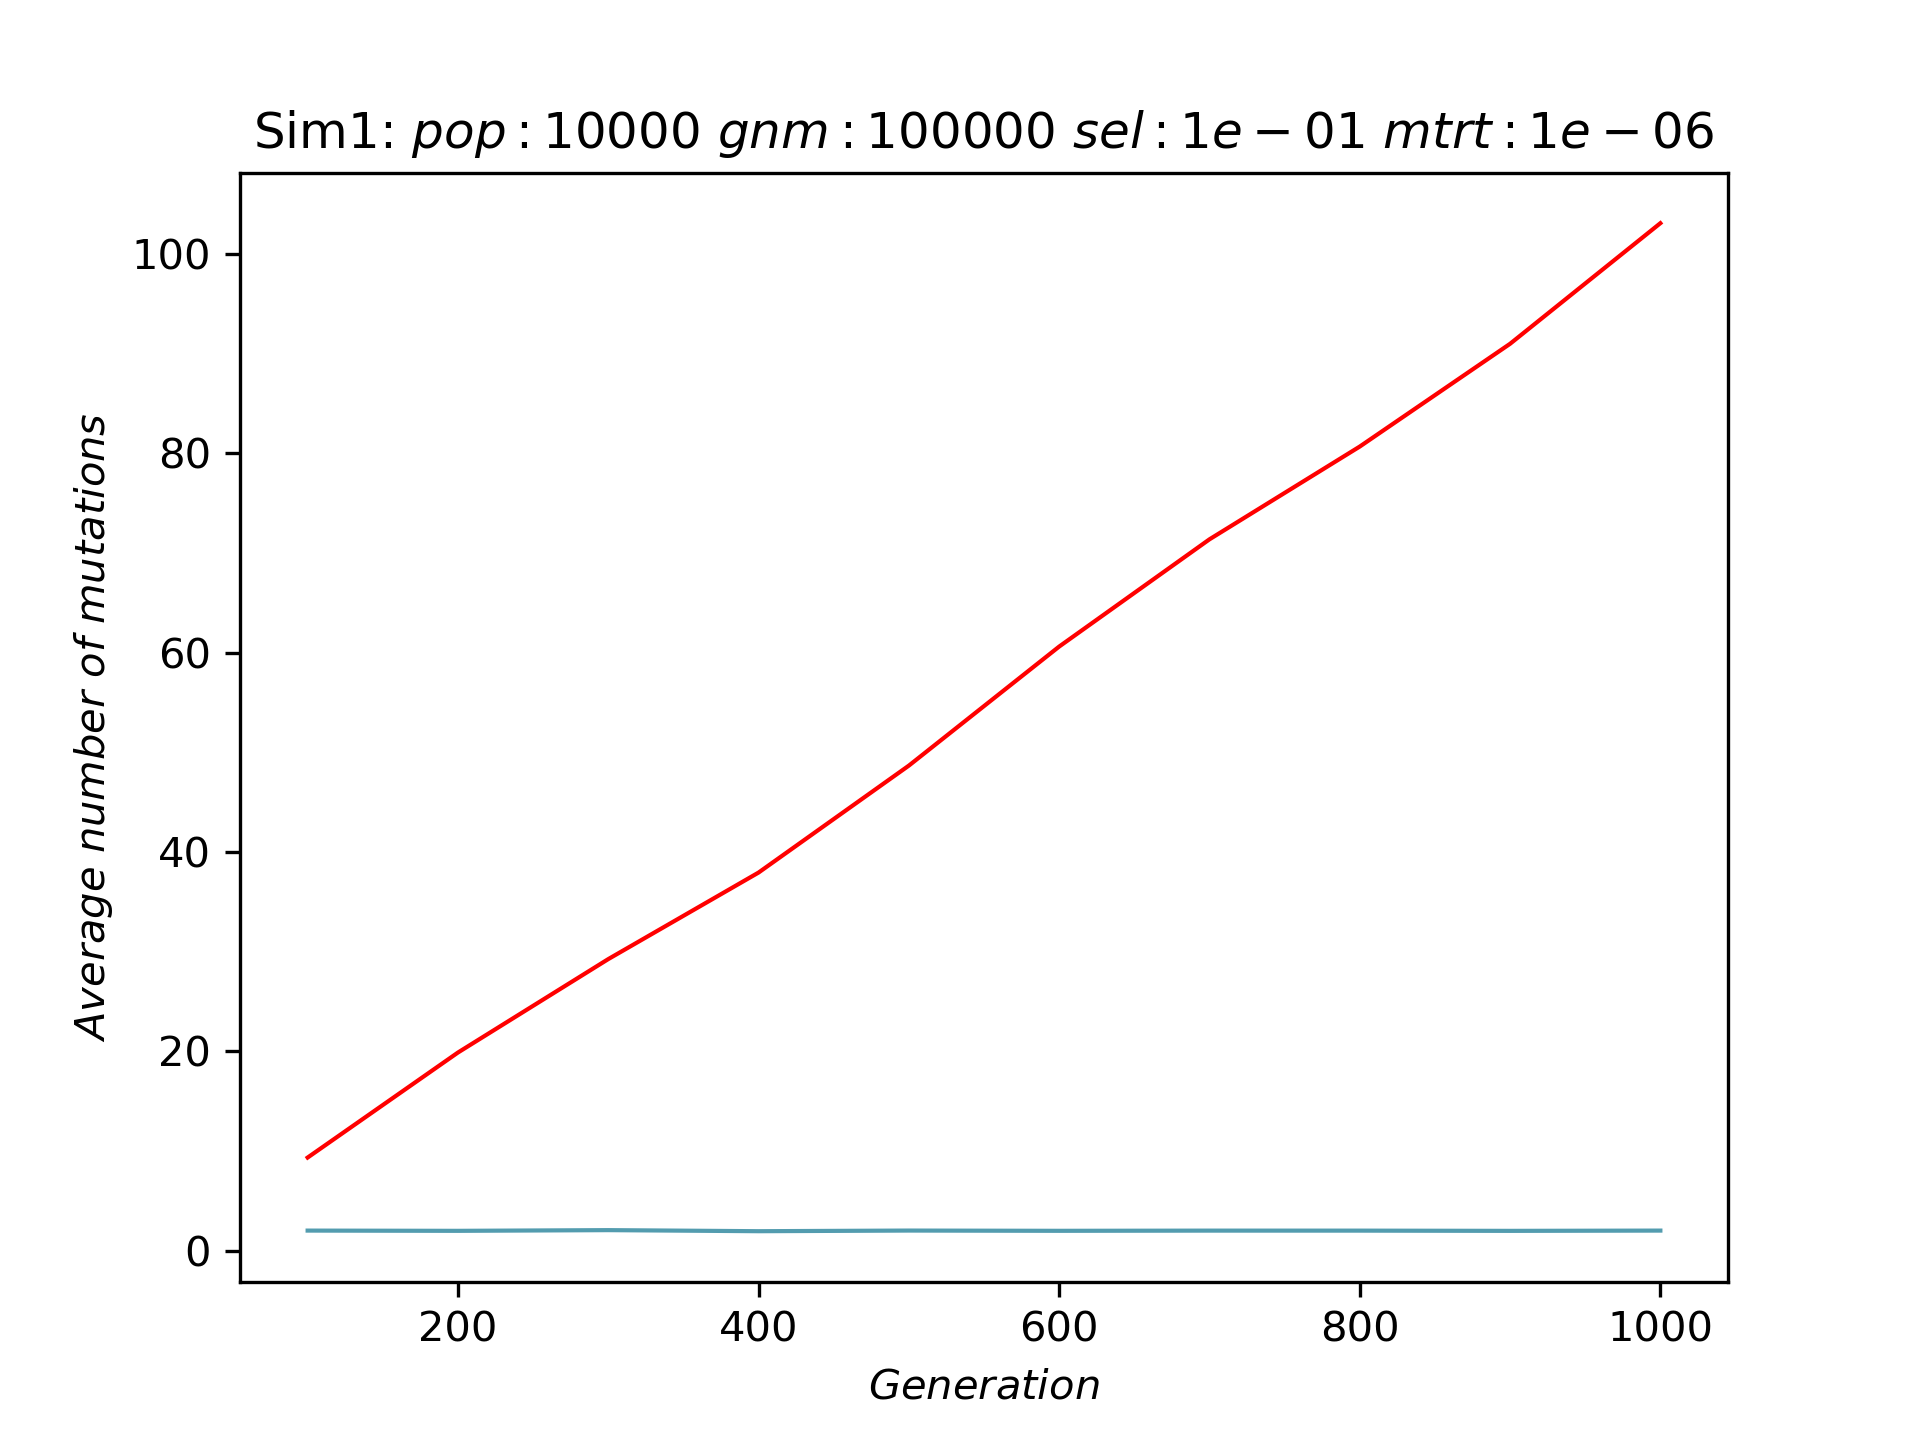 Sim1: pop : 10000 gnm : 100000 sel : 1e − 01 mtrt : 1e − 06
Average number of mutations
100
80
60
40
20
0
200 400 600 800 1000
Generation